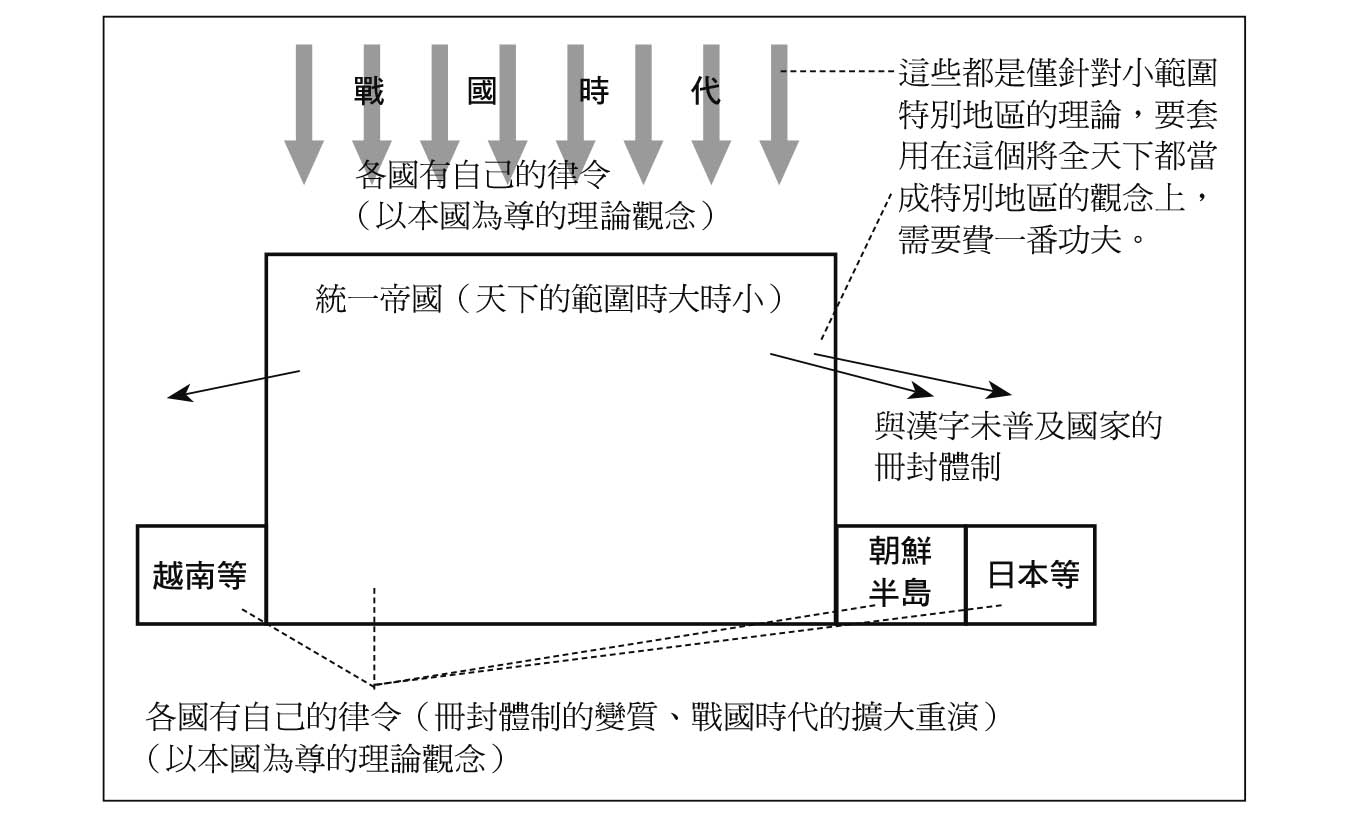 戰國時代
各國有自己的律令
（以本國為尊的理論觀念）
這些都是僅針對小範圍
特別地區的理論，要套
用在這個將全天下都當
成特別地區的觀念上，
需要費一番功夫。
統一帝國（天下的範圍時大時小）
與漢字未普及國家的
冊封體制
越南等
朝鮮
半島
日本等
各國有自己的律令（冊封體制的變質、戰國時代的擴大重演）
（以本國為尊的理論觀念）